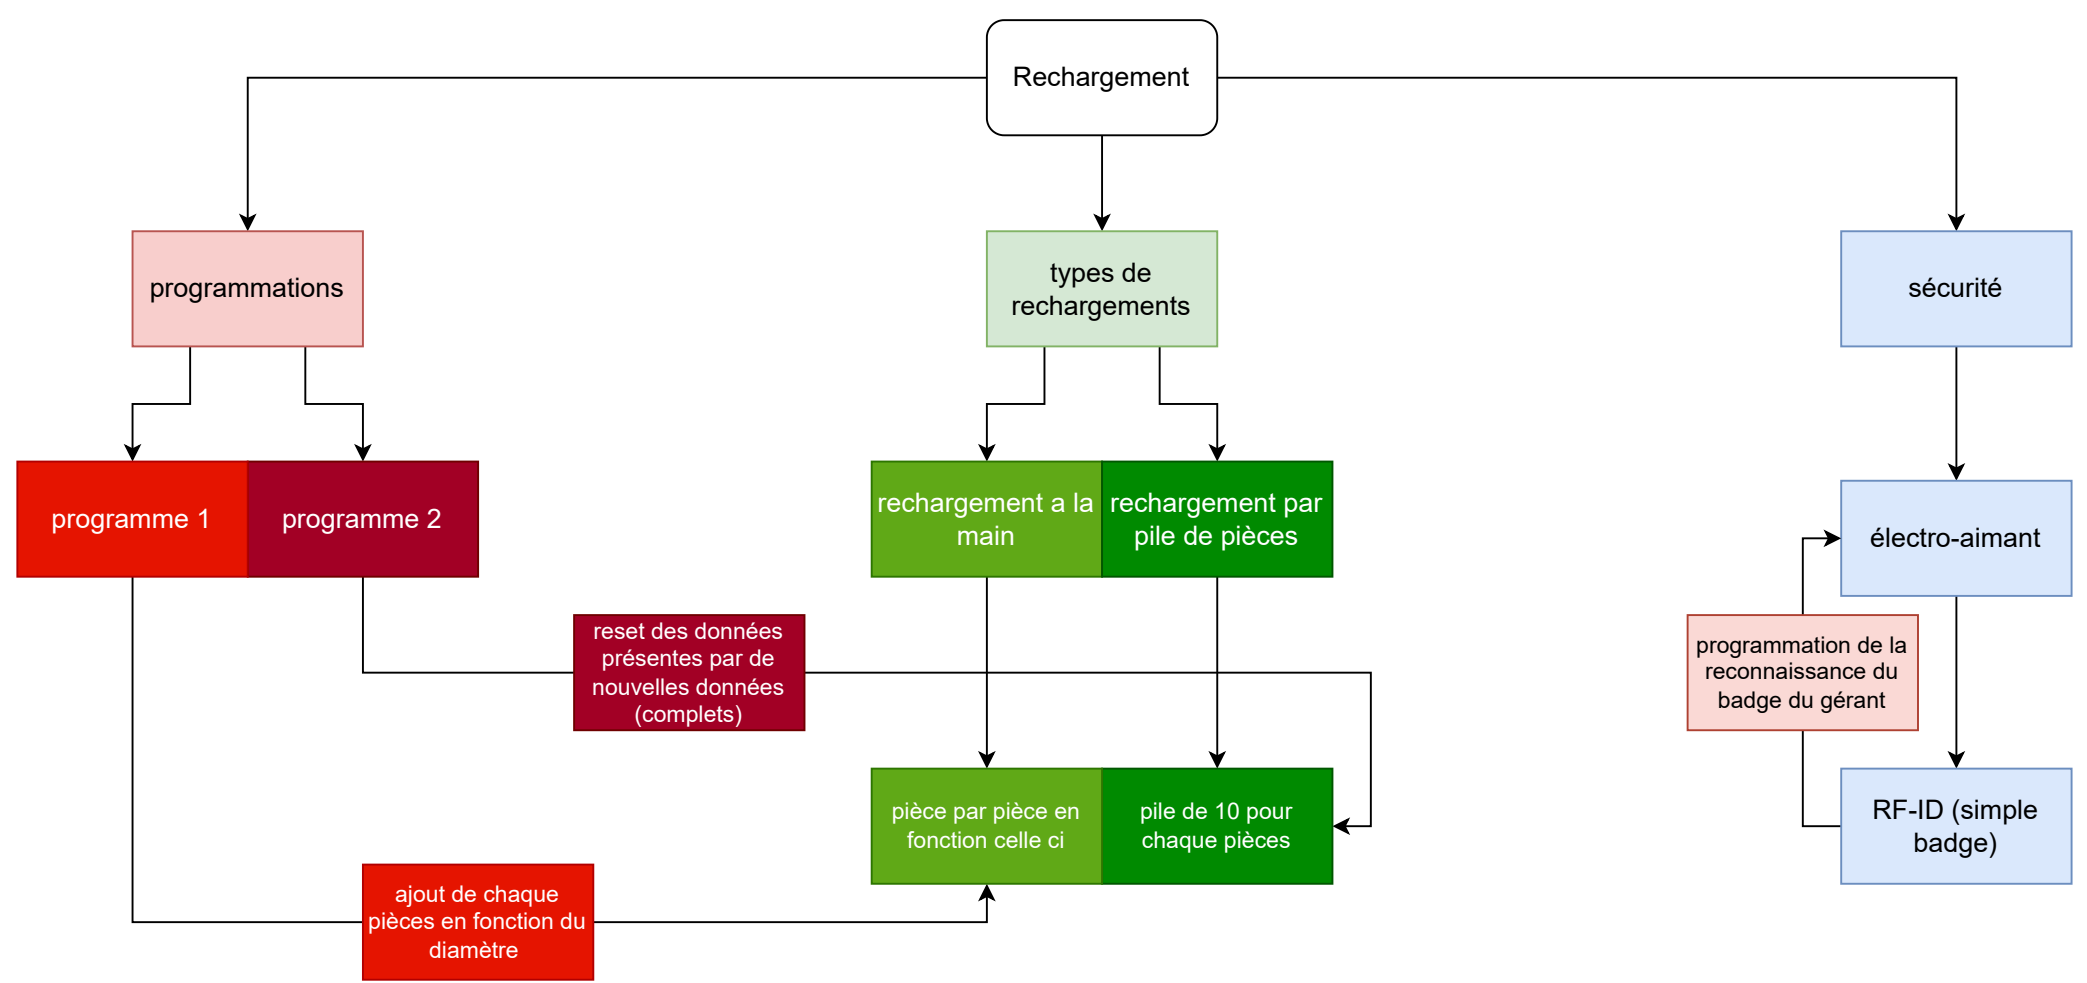 Rechargement
programmations
types de
rechargements
sécurité
programme 1
programme 2
rechargement a la
main
rechargement par
pile de pièces
électro-aimant
reset des données
présentes par de
nouvelles données
(complets)
programmation de la
reconnaissance du
badge du gérant
pièce par pièce en
fonction celle ci
pile de 10 pour
chaque pièces
RF-ID (simple
badge)
ajout de chaque
pièces en fonction du
diamètre